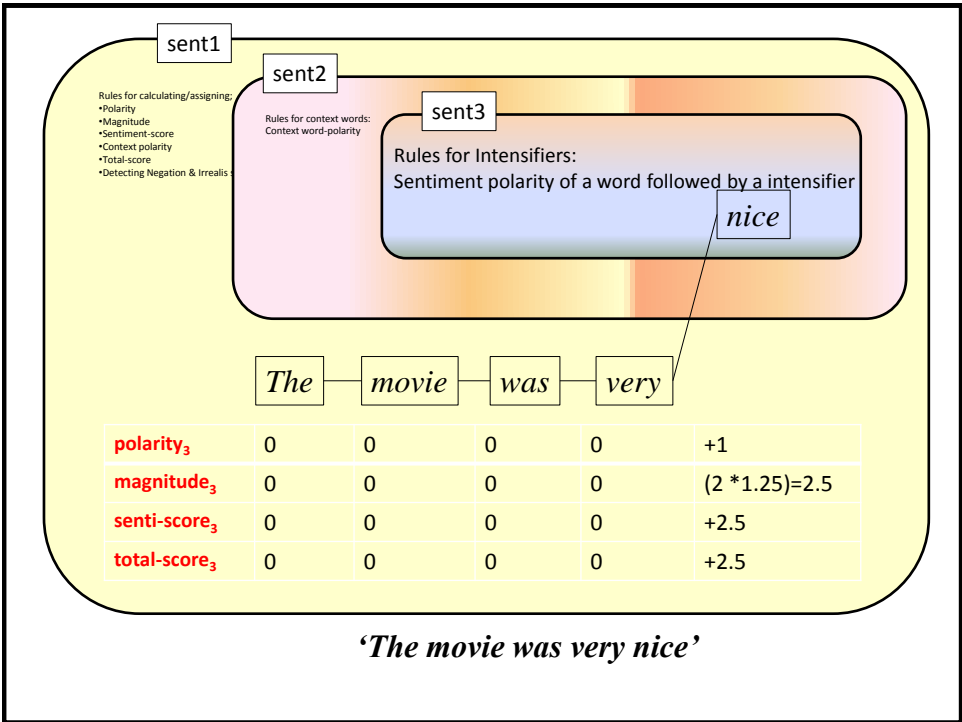 sent1
sent2
sent3
Rules for calculating/assigning;
•Polarity
•Magnitude
•Sentiment-score
•Context polarity
•Total-score
•Detecting Negation & Irrealis s
Rules for context words:
Context word-polarity
Rules for Intensifiers:
Sentiment polarity of a word followed by a intensifier
nice
The movie was very
polarity3 0 0 0 0 +1
magnitude3 0 0 0 0 (2 *1.25)=2.5
senti-score3 0 0 0 0 +2.5
total-score3 0 0 0 0 +2.5
‘The movie was very nice’